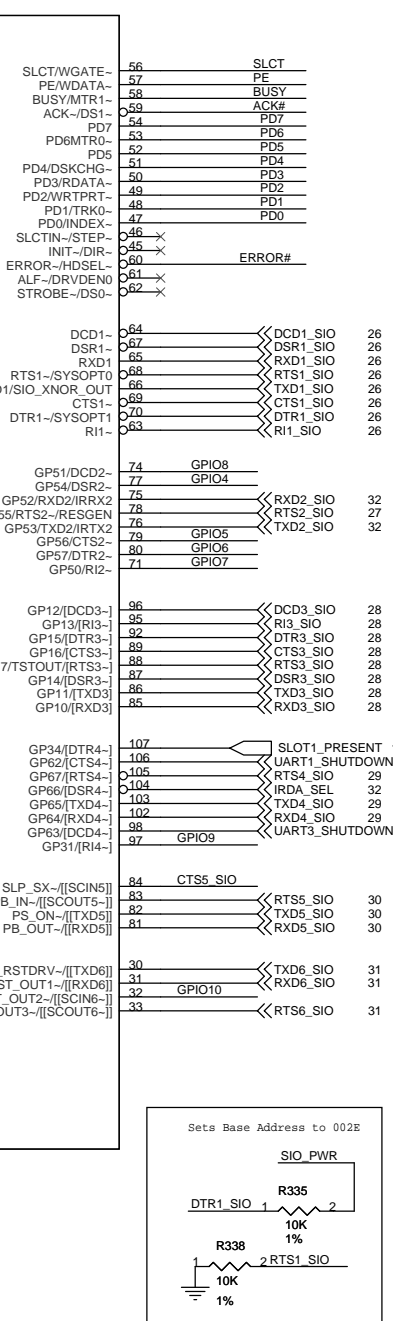 SLCT/WGATE~ 56 SLCT
PE/WDATA~ 57 PE
BUSY/MTR1~ 58 BUSY
ACK~/DS1~ 59 ACK#
PD7 54 PD7
PD6MTR0~ 53 PD6
PD5 52 PD5
PD4/DSKCHG~ 51 PD4
PD3/RDATA~ 50 PD3
PD2/WRTPRT~ 49 PD2
PD1/TRK0~ 48 PD1
PD0/INDEX~ 47 PD0
SLCTIN~/STEP~ 46
INIT~/DIR~ 45
ERROR~/HDSEL~ 60 ERROR#
ALF~/DRVDEN0 61
STROBE~/DS0~ 62
DCD1~ 64 DCD1_SIO 26
DSR1~ 67 DSR1_SIO 26
RXD1 65 RXD1_SIO 26
RTS1~/SYSOPT0 68 RTS1_SIO 26
1/SIO_XNOR_OUT 66 TXD1_SIO 26
CTS1~ 69 CTS1_SIO 26
DTR1~/SYSOPT1 70 DTR1_SIO 26
RI1~ 63 RI1_SIO 26
GP51/DCD2~ 74 GPIO8
GP54/DSR2~ 77 GPIO4
GP52/RXD2/IRRX2 75 RXD2_SIO 32
55/RTS2~/RESGEN 78 RTS2_SIO 27
GP53/TXD2/IRTX2 76 TXD2_SIO 32
GP56/CTS2~ 79 GPIO5
GP57/DTR2~ 80 GPIO6
GP50/RI2~ 71 GPIO7
GP12/[DCD3~] 96 DCD3_SIO 28
GP13/[RI3~] 95 RI3_SIO 28
GP15/[DTR3~] 92 DTR3_SIO 28
GP16/[CTS3~] 89 CTS3_SIO 28
7/TSTOUT/[RTS3~] 88 RTS3_SIO 28
GP14/[DSR3~] 87 DSR3_SIO 28
GP11/[TXD3] 86 TXD3_SIO 28
GP10/[RXD3] 85 RXD3_SIO 28
GP34/[DTR4~] 107 SLOT1_PRESENT
GP62/[CTS4~] 106 UART1_SHUTDOWN
GP67/[RTS4~] 105 RTS4_SIO 29
GP66/[DSR4~] 104 IRDA_SEL 32
GP65/[TXD4~] 103 TXD4_SIO 29
GP64/[RXD4~] 102 RXD4_SIO 29
GP63/[DCD4~] 98 UART3_SHUTDOWN
GP31/[RI4~] 97 GPIO9
SLP_SX~/[[SCIN5]] 84 CTS5_SIO
B_IN~/[[SCOUT5~]] 83 RTS5_SIO 30
PS_ON~/[[TXD5]] 82 TXD5_SIO 30
PB_OUT~/[[RXD5]] 81 RXD5_SIO 30
_RSTDRV~/[[TXD6]] 30 TXD6_SIO 31
ST_OUT1~/[[RXD6]] 31 RXD6_SIO 31
T_OUT2~/[[SCIN6~]] 32 GPIO10
OUT3~/[[SCOUT6~]] 33 RTS6_SIO 31
Sets Base Address to 002E
SIO_PWR
R335
DTR1_SIO 1 2
10K
1%
R338
1 2 RTS1_SIO
10K
1%